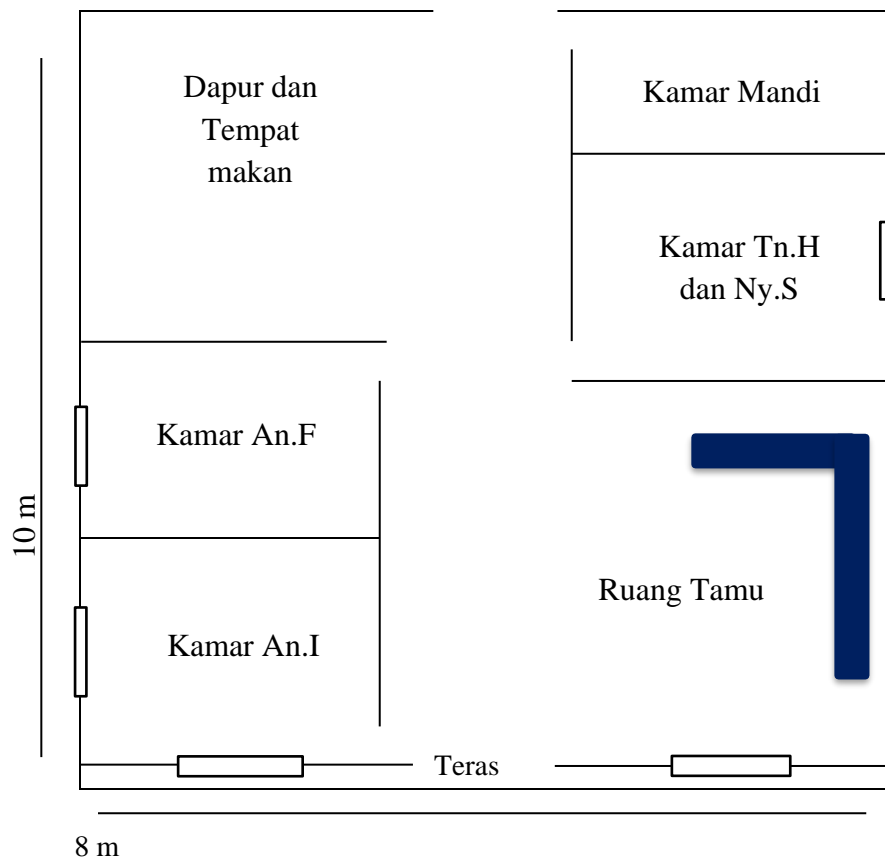 Dapur dan
Tempat
makan
Kamar Mandi
Kamar Tn.H
dan Ny.S
Kamar An.F
10 m
Ruang Tamu
Kamar An.I
Teras
8 m